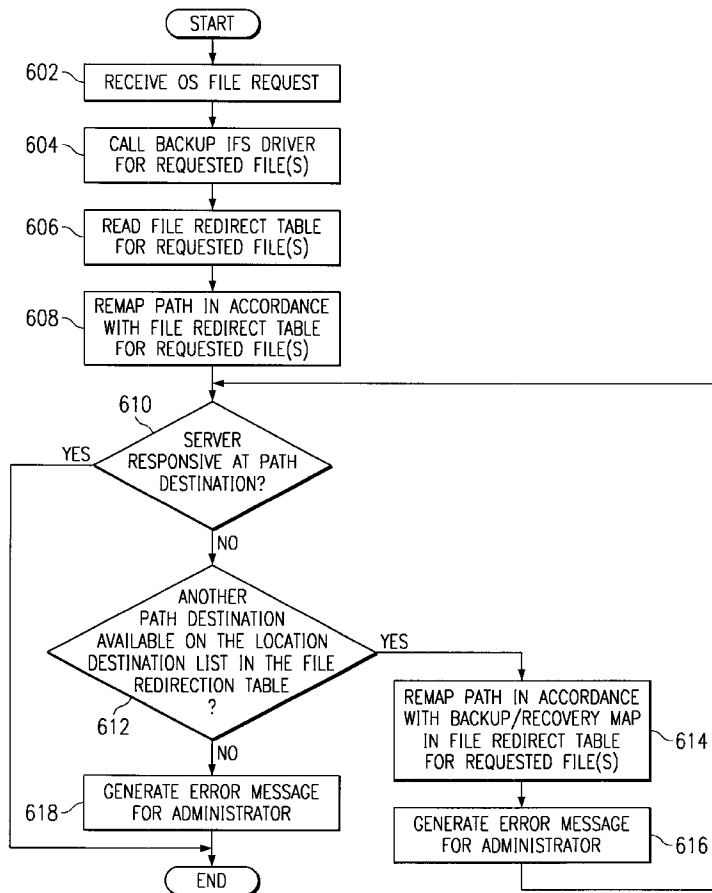 START
602
RECEIVE OS FILE REQUEST
604
CALL BACKUP IFS DRIVER
FOR REQUESTED FILE(S)
606
READ FILE REDIRECT TABLE
FOR REQUESTED FILE(S)
608
REMAP PATH IN ACCORDANCE
WITH FILE REDIRECT TABLE
FOR REQUESTED FILE(S)
610
YES
SERVER
RESPONSIVE AT PATH
DESTINATION?
NO
ANOTHER
PATH DESTINATION
AVAILABLE ON THE LOCATION
DESTINATION LIST IN THE FILE
REDIRECTION TABLE
?
612
YES
REMAP PATH IN ACCORDANCE
WITH BACKUP/RECOVERY MAP
IN FILE REDIRECT TABLE
FOR REQUESTED FILE(S)
614
NO
618
GENERATE ERROR MESSAGE
FOR ADMINISTRATOR
GENERATE ERROR MESSAGE
FOR ADMINISTRATOR
616
END